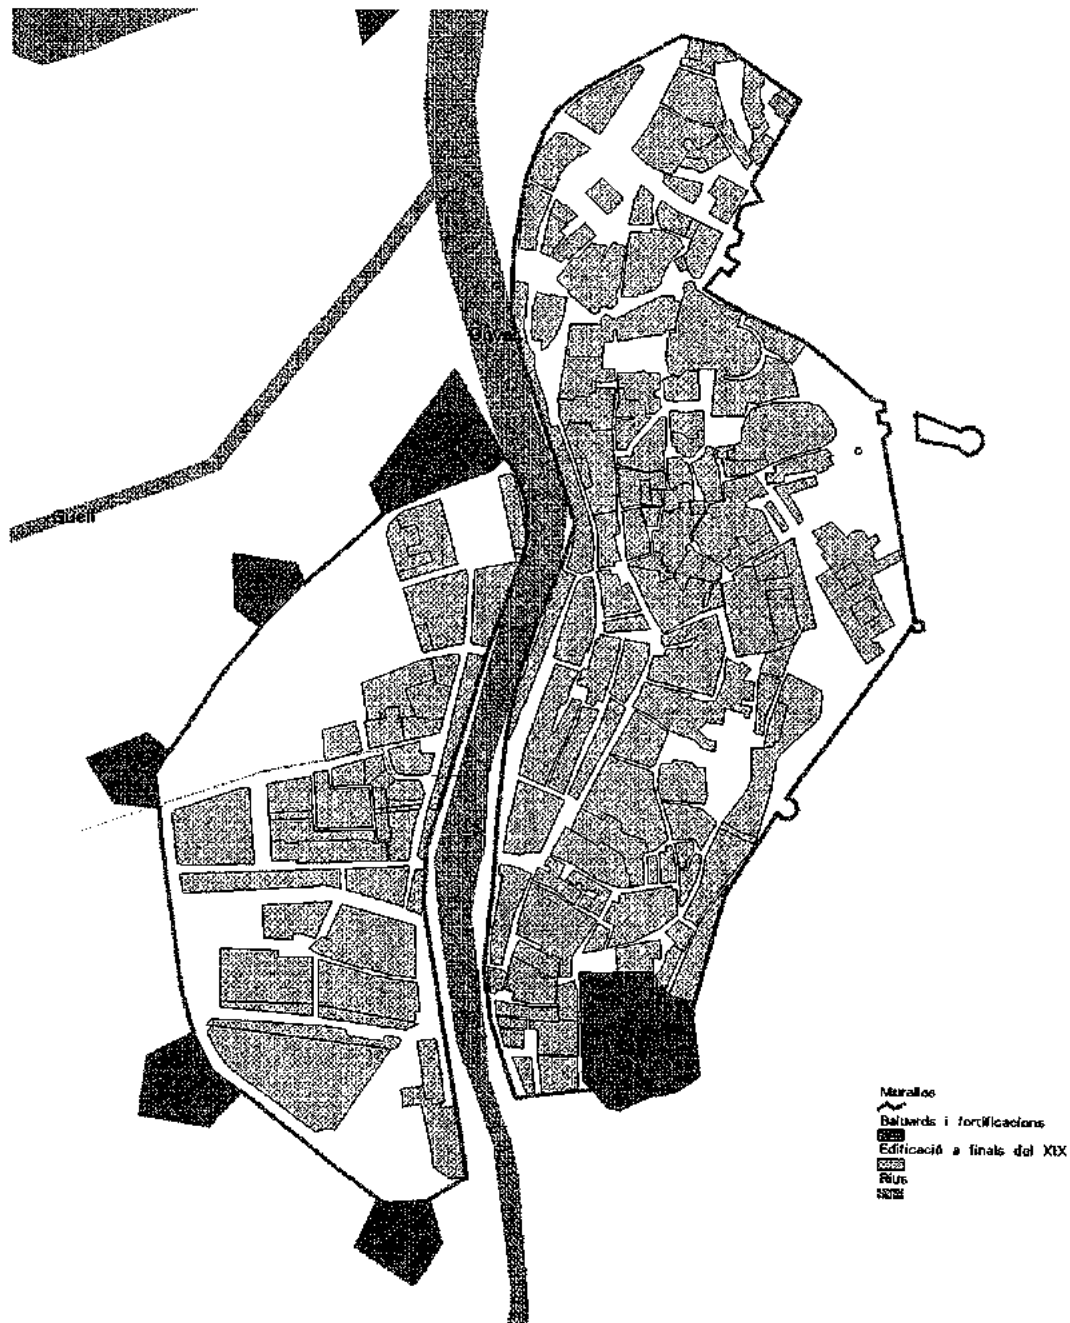 Güell
Muralles
Baluards i fortificacions
Edificació a finals del XIX
Rius